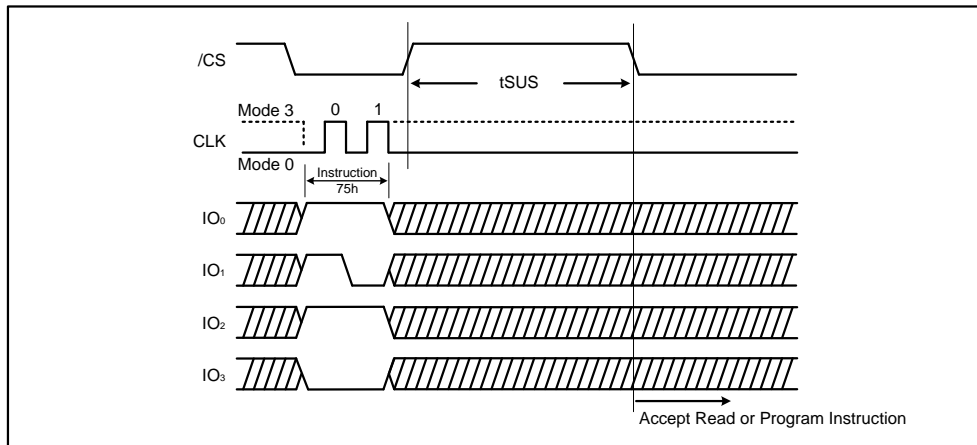 /CS
tSUS
Mode 3 0 1
CLK
Mode 0
Instruction
75h
IO₀
IO₁
IO₂
IO₃
Accept Read or Program Instruction